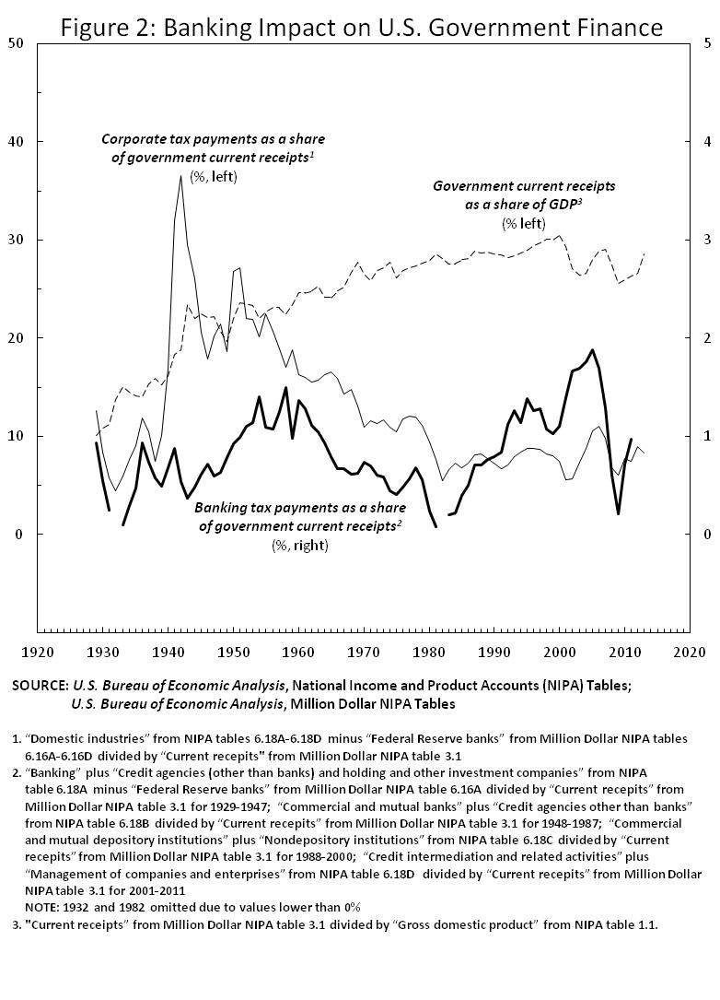 Figure 2: Banking Impact on U.S. Government Finance
50
5
Corporate tax payments as a share
of government current receipts1
(%, left)
40
4
Government current receipts
as a share of GDP3
(% left)
30
3
20
2
10
1
Banking tax payments as a share
of government current receipts2
(%, right)
0
0
1920
1930
1940
1950
1960
1970
1980
1990
2000
2010
2020
SOURCE: U.S. Bureau of Economic Analysis, National Income and Product Accounts (NIPA) Tables;
U.S. Bureau of Economic Analysis, Million Dollar NIPA Tables
1. “Domestic industries” from NIPA tables 6.18A-6.18D minus “Federal Reserve banks” from Million Dollar NIPA tables
6.16A-6.16D divided by “Current recepits" from Million Dollar NIPA table 3.1
2. “Banking” plus “Credit agencies (other than banks) and holding and other investment companies” from NIPA
table 6.18A minus “Federal Reserve banks” from Million Dollar NIPA table 6.16A divided by “Current recepits” from
Million Dollar NIPA table 3.1 for 1929-1947; “Commercial and mutual banks” plus “Credit agencies other than banks”
from NIPA table 6.18B divided by “Current recepits” from Million Dollar NIPA table 3.1 for 1948-1987; “Commercial
and mutual depository institutions” plus “Nondepository institutions” from NIPA table 6.18C divided by “Current
recepits” from Million Dollar NIPA table 3.1 for 1988-2000; “Credit intermediation and related activities” plus
“Management of companies and enterprises” from NIPA table 6.18D divided by “Current recepits” from Million Dollar
NIPA table 3.1 for 2001-2011
NOTE: 1932 and 1982 omitted due to values lower than 0%
3. "Current receipts” from Million Dollar NIPA table 3.1 divided by “Gross domestic product” from NIPA table 1.1.